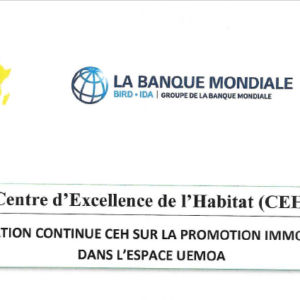 LA BANQUE MONDIALE
BIRD • IDA | GROUPE DE LA BANQUE MONDIALE
Centre d'Excellence de l'Habitat (CEH
TION CONTINUE CEH SUR LA PROMOTION IMMO
DANS L'ESPACE UEMOA